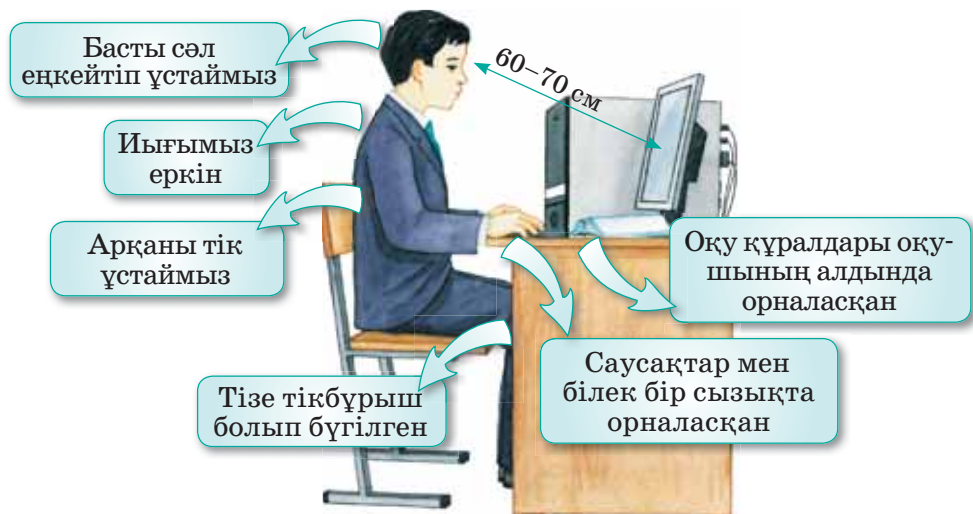 Басты сәл
еңкейтіп ұстаймыз
60–70 см
Иығымыз
еркін
Арқаны тік
ұстаймыз
Оқу құралдары оқу-
шының алдында
орналасқан
Саусақтар мен
білек бір сызықта
орналасқан
Тізе тікбұрыш
болып бүгілген